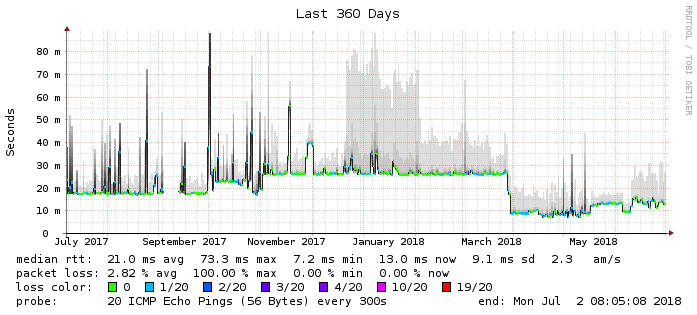 Last 360 Days
RRDTOOL / TOBI OETIKER
Seconds
80 m
70 m
60 m
50 m
40 m
30 m
20 m
10 m
0
July 2017 September 2017 November 2017 January 2018 March 2018 May 2018
median rtt: 21.0 ms avg 73.3 ms max 7.2 ms min 13.0 ms now 9.1 ms sd 2.3 am/s
packet loss: 2.82 % avg 100.00 % max 0.00 % min 0.00 % now
loss color: 0 1/20 2/20 3/20 4/20 10/20 19/20
probe: 20 ICMP Echo Pings (56 Bytes) every 300s end: Mon Jul 2 08:05:08 2018